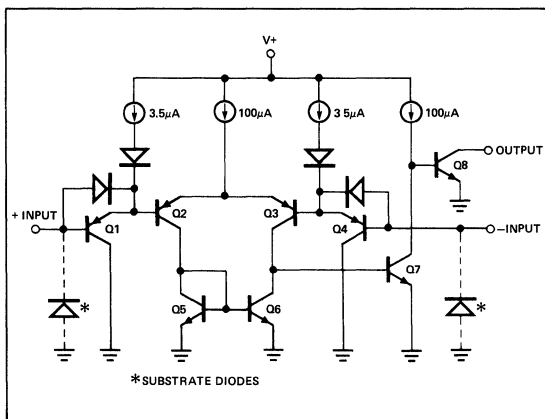 V+
3.5µA
100µA
3 5µA
100µA
Q8
OUTPUT
+ INPUT
Q1
Q2
Q3
Q4
–INPUT
Q7
*
Q5
Q6
*
*SUBSTRATE DIODES